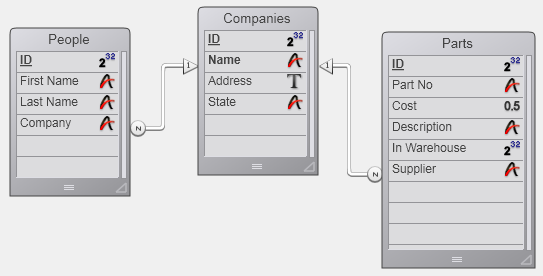 People
ID 2^32
First Name A
Last Name A
Company A
N
Companies
ID 2^32
1 Name A 1
Address T
State A
Parts
ID 2^32
Part No A
Cost 0.5
Description A
In Warehouse 2^32
N Supplier A